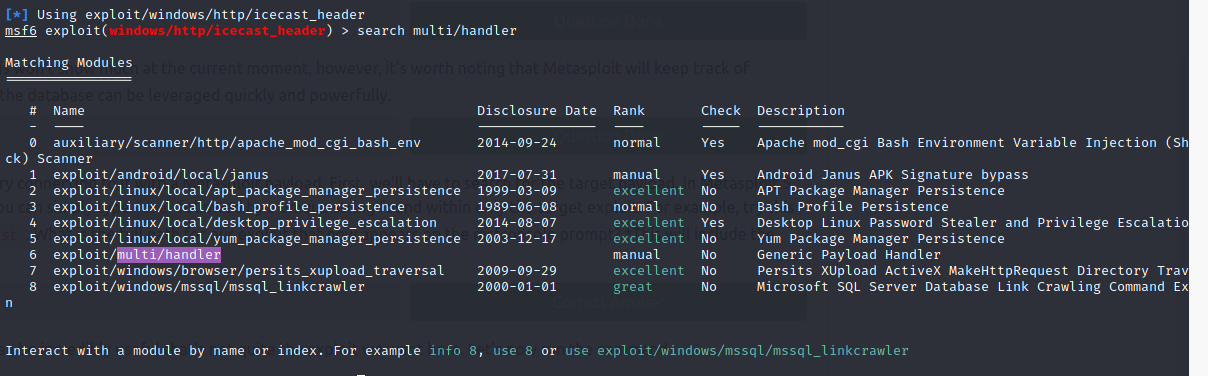 [*] Using exploit/windows/http/icecast_header
msf6 exploit(windows/http/icecast_header) > search multi/handler
Matching Modules
================
# Name Disclosure Date Rank Check Description
- ---- --------------- ---- ----- -----------
0 auxiliary/scanner/http/apache_mod_cgi_bash_env 2014-09-24 normal Yes Apache mod_cgi Bash Environment Variable Injection (Sh
ck) Scanner
1 exploit/android/local/janus 2017-07-31 manual Yes Android Janus APK Signature bypass
2 exploit/linux/local/apt_package_manager_persistence 1999-03-09 excellent No APT Package Manager Persistence
3 exploit/linux/local/bash_profile_persistence 1989-06-08 normal No Bash Profile Persistence
4 exploit/linux/local/desktop_privilege_escalation 2014-08-07 excellent Yes Desktop Linux Password Stealer and Privilege Escalatio
5 exploit/linux/local/yum_package_manager_persistence 2003-12-17 excellent No Yum Package Manager Persistence
6 exploit/multi/handler manual No Generic Payload Handler
7 exploit/windows/browser/persits_xupload_traversal 2009-09-29 excellent No Persits XUpload ActiveX MakeHttpRequest Directory Trav
8 exploit/windows/mssql/mssql_linkcrawler 2000-01-01 great No Microsoft SQL Server Database Link Crawling Command Ex
n
Interact with a module by name or index. For example info 8, use 8 or use exploit/windows/mssql/mssql_linkcrawler